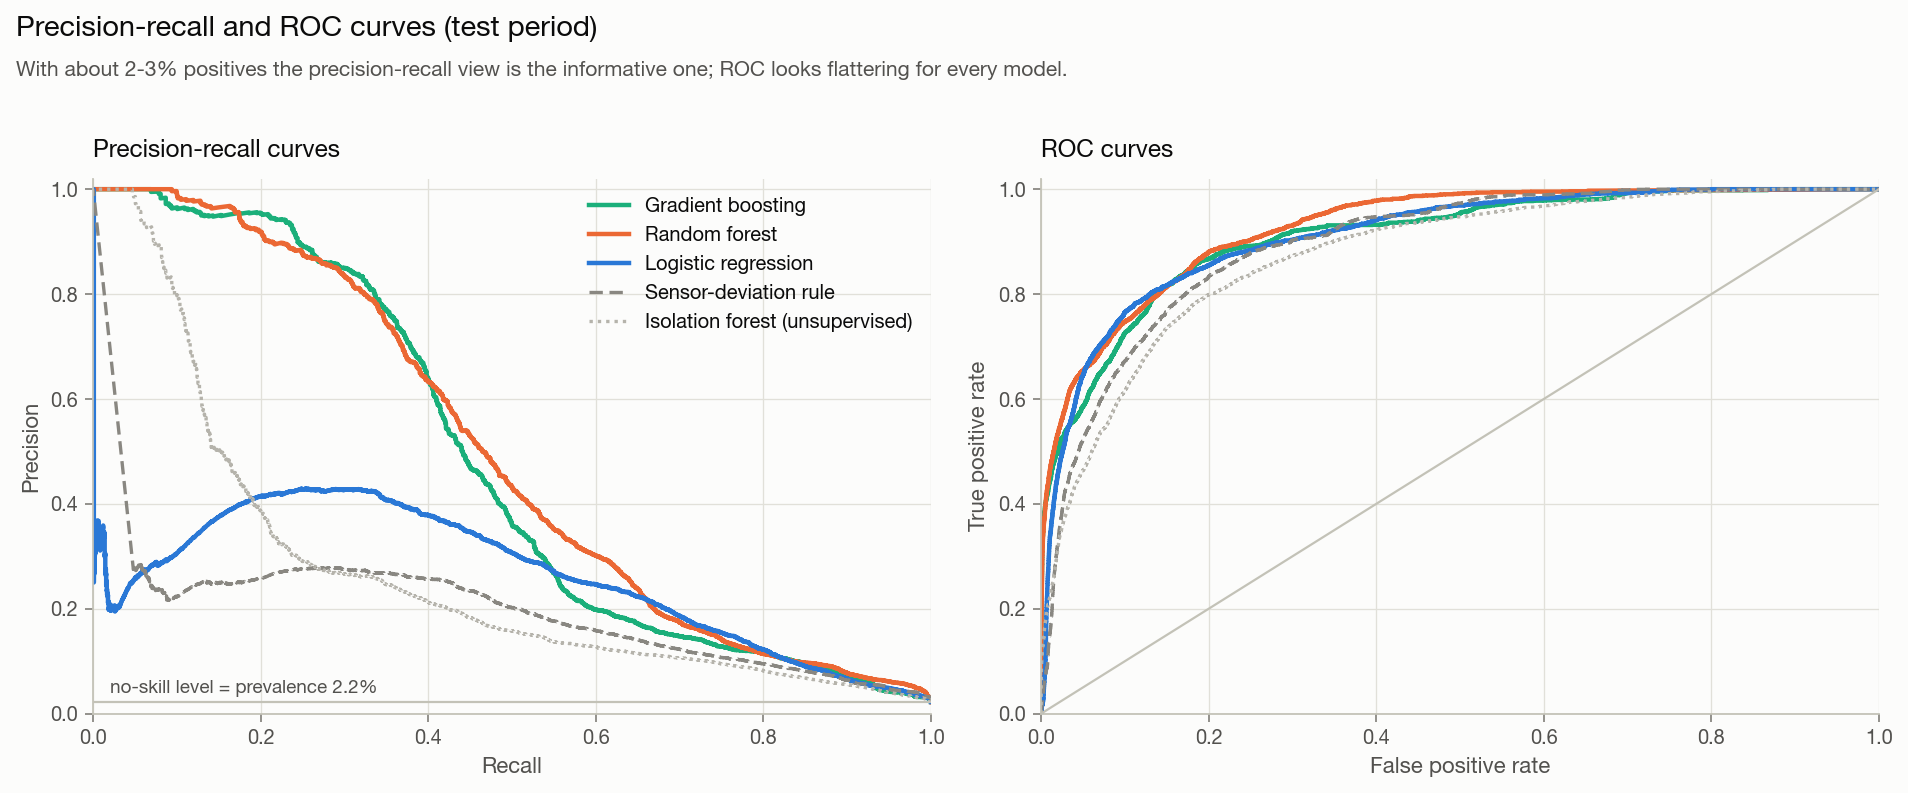 Precision-recall and ROC curves (test period)
With about 2-3% positives the precision-recall view is the informative one; ROC looks flattering for every model.
Precision-recall curves
Precision
1.0
0.8
0.6
0.4
0.2
0.0
Gradient boosting
Random forest
Logistic regression
Sensor-deviation rule
Isolation forest (unsupervised)
no-skill level = prevalence 2.2%
0.0 0.2 0.4 0.6 0.8 1.0
Recall
ROC curves
True positive rate
1.0
0.8
0.6
0.4
0.2
0.0
0.0 0.2 0.4 0.6 0.8 1.0
False positive rate